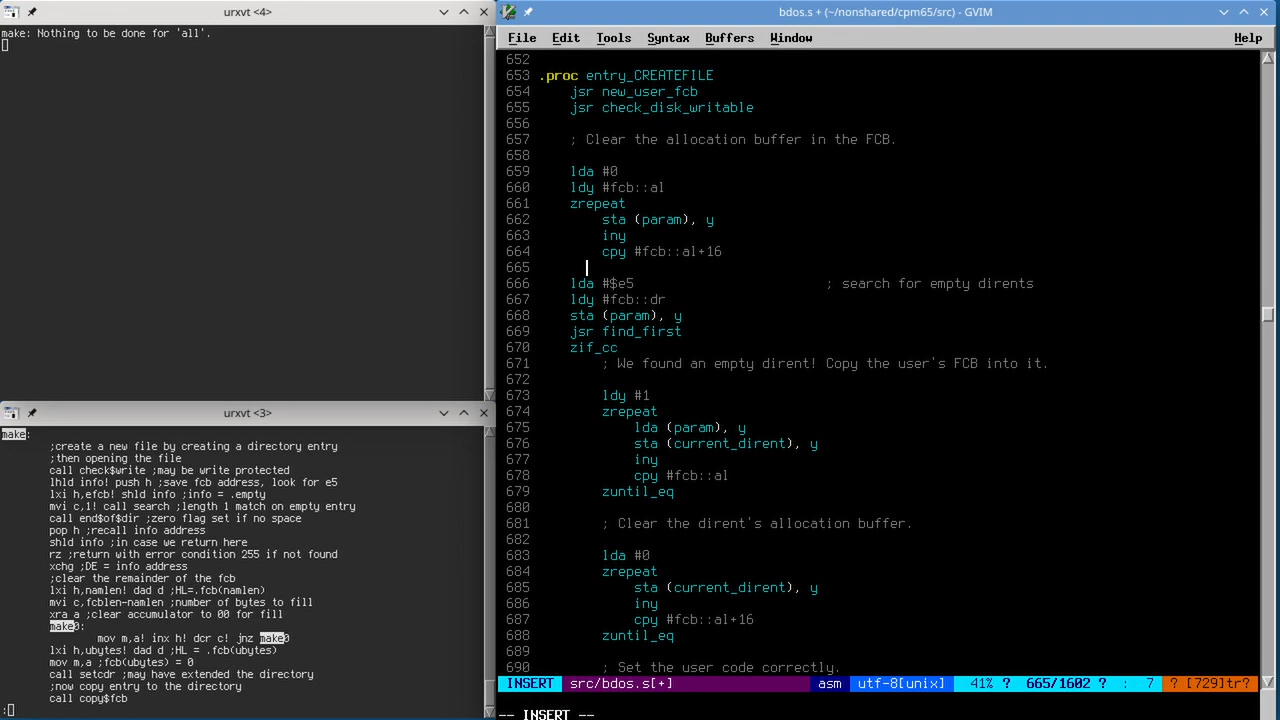 urxvt <4>
make: Nothing to be done for 'all'.
urxvt <3>
make:
;create a new file by creating a directory entry
;then opening the file
call check$write ;may be write protected
lhld info! push h ;save fcb address, look for e5
lxi h,efcb! shld info ;info = .empty
mvi c,1! call search ;length 1 match on empty entry
call end$of$dir ;zero flag set if no space
pop h ;recall info address
shld info ;in case we return here
rz ;return with error condition 255 if not found
xchg ;DE = info address
;clear the remainder of the fcb
lxi h,namlen! dad d ;HL=.fcb(namlen)
mvi c,fcblen-namlen ;number of bytes to fill
xra a ;clear accumulator to 00 for fill
make0:
mov m,a! inx h! dcr c! jnz make0
lxi h,ubytes! dad d ;HL = .fcb(ubytes)
mov m,a ;fcb(ubytes) = 0
call setcdr ;may have extended the directory
;now copy entry to the directory
call copy$fcb
:
bdos.s + (~/nonshared/cpm65/src) - GVIM
File Edit Tools Syntax Buffers Window Help
652
653 .proc entry_CREATEFILE
654 jsr new_user_fcb
655 jsr check_disk_writable
656
657 ; Clear the allocation buffer in the FCB.
658
659 lda #0
660 ldy #fcb::al
661 zrepeat
662 sta (param), y
663 iny
664 cpy #fcb::al+16
665
666 lda #$e5 ; search for empty dirents
667 ldy #fcb::dr
668 sta (param), y
669 jsr find_first
670 zif_cc
671 ; We found an empty dirent! Copy the user's FCB into it.
672
673 ldy #1
674 zrepeat
675 lda (param), y
676 sta (current_dirent), y
677 iny
678 cpy #fcb::al
679 zuntil_eq
680
681 ; Clear the dirent's allocation buffer.
682
683 lda #0
684 zrepeat
685 sta (current_dirent), y
686 iny
687 cpy #fcb::al+16
688 zuntil_eq
689
690 ; Set the user code correctly.
INSERT src/bdos.s[+] asm utf-8[unix] 41% ? 665/1602 ? : 7 ? [729]tr?
-- INSERT --